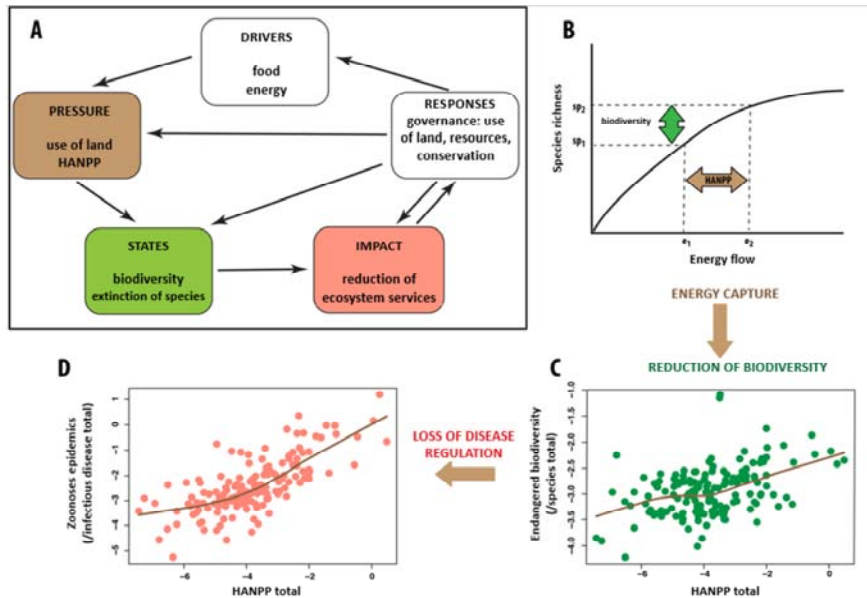 A
DRIVERS
food
energy
PRESSURE
use of land
HANPP
RESPONSES
governance: use
of land, resources,
conservation
STATES
biodiversity
extinction of species
IMPACT
reduction of
ecosystem services
B
Species richness
sp2
sp1
biodiversity
HANPP
e1
e2
Energy flow
ENERGY CAPTURE
REDUCTION OF BIODIVERSITY
C
Endangered biodiversity
(/species total)
-1.0
-1.5
-2.0
-2.5
-3.0
-3.5
-4.0
-6
-4
-2
0
HANPP total
LOSS OF DISEASE
REGULATION
D
Zoonoses epidemics
(/infectious disease total)
1
0
-1
-2
-3
-4
-5
-6
-4
-2
0
HANPP total